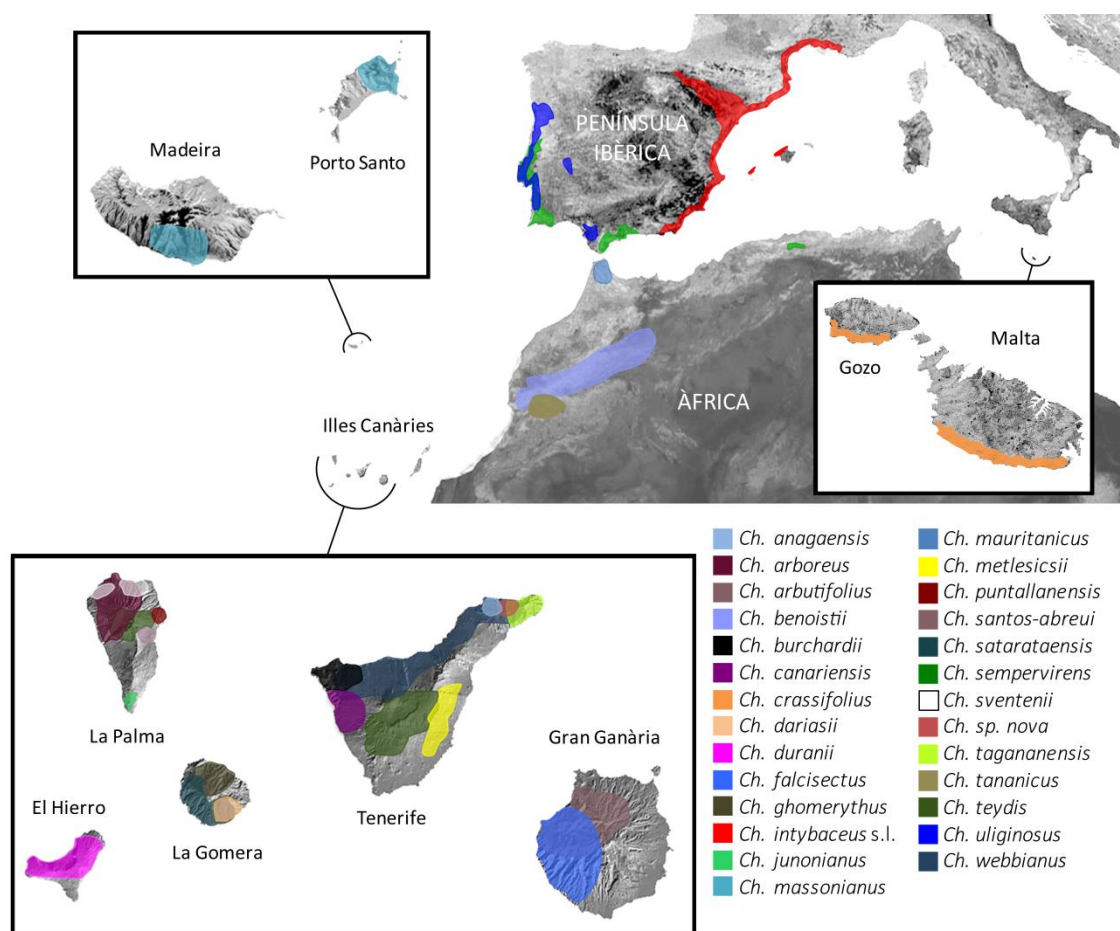 Madeira
Porto Santo
PENÍNSULA
IBÈRICA
Gozo
Malta
ÀFRICA
Illes Canàries
La Palma
El Hierro
La Gomera
Tenerife
Gran Ganària
Ch. anagaensis
Ch. arboreus
Ch. arbutifolius
Ch. benoistii
Ch. burchardii
Ch. canariensis
Ch. crassifolius
Ch. dariasii
Ch. duranii
Ch. falcisectus
Ch. ghomerythus
Ch. intybaceus s.l.
Ch. junonianus
Ch. massonianus
Ch. mauritanicus
Ch. metlesicsii
Ch. puntallanensis
Ch. santos-abreui
Ch. satarataensis
Ch. sempervirens
Ch. sventenii
Ch. sp. nova
Ch. tagananensis
Ch. tananicus
Ch. teydis
Ch. uliginosus
Ch. webbianus